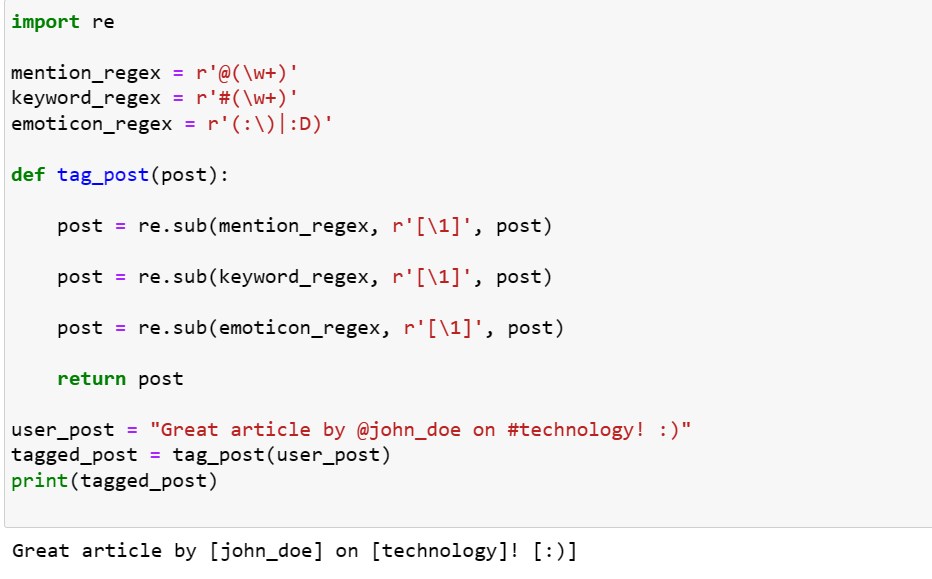 import re
mention_regex = r'@(\w+)'
keyword_regex = r'#(\w+)'
emoticon_regex = r'(:\)|:D)'
def tag_post(post):
    post = re.sub(mention_regex, r'[\1]', post)
    post = re.sub(keyword_regex, r'[\1]', post)
    post = re.sub(emoticon_regex, r'[\1]', post)
    return post
user_post = "Great article by @john_doe on #technology! :)"
tagged_post = tag_post(user_post)
print(tagged_post)
Great article by [john_doe] on [technology]! [:)]